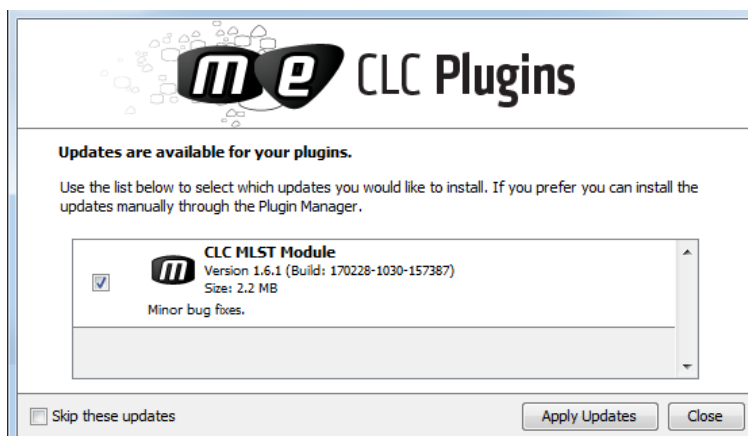 me CLC Plugins
Updates are available for your plugins.
Use the list below to select which updates you would like to install. If you prefer you can install the
updates manually through the Plugin Manager.
m
CLC MLST Module
Version 1.6.1 (Build: 170228-1030-157387)
Size: 2.2 MB
Minor bug fixes.
Skip these updates
Apply Updates
Close